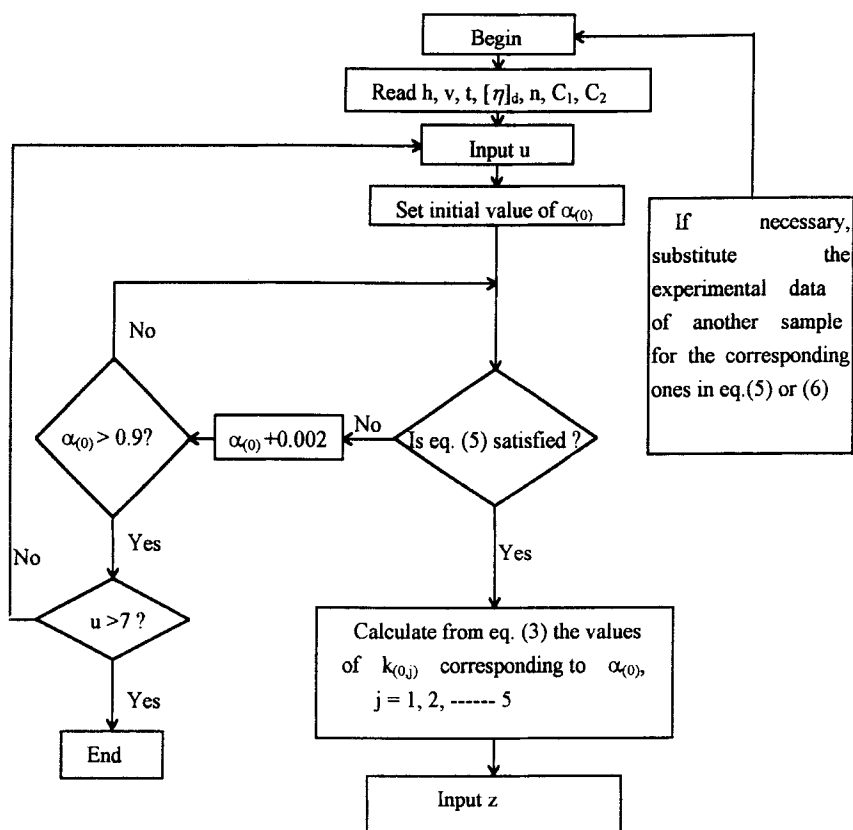 Begin
Read h, v, t, [η]d, n, C1, C2
Input u
Set initial value of α(0)
If necessary,
substitute the
experimental data
of another sample
for the corresponding
ones in eq.(5) or (6)
No
α(0) > 0.9?
α(0) +0.002
No
Is eq. (5) satisfied ?
Yes
No
u >7 ?
Yes
Yes
End
Calculate from eq. (3) the values
of k(0,j) corresponding to α(0),
j = 1, 2, ------ 5
Input z